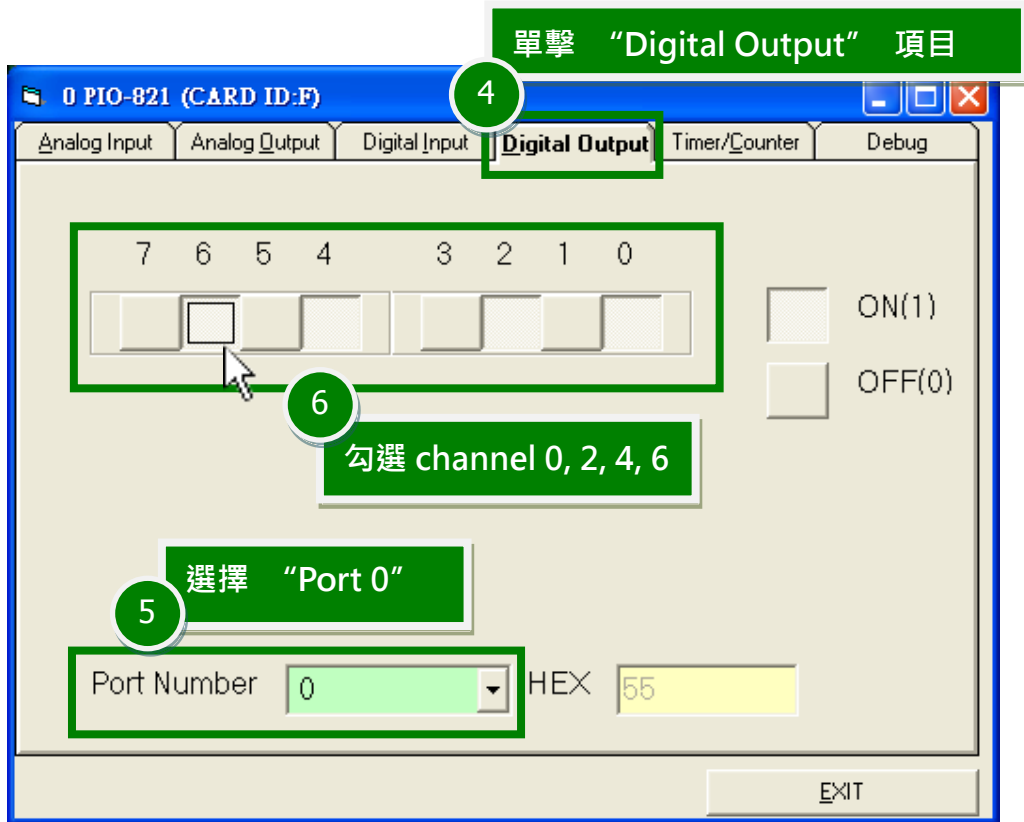 單擊 “Digital Output” 項目
4
0 PIO-821 (CARD ID:F)
Analog Input Analog Output Digital Input Digital Output Timer/Counter Debug
7 6 5 4 3 2 1 0
ON(1)
OFF(0)
6
勾選 channel 0, 2, 4, 6
選擇 “Port 0”
5
Port Number 0 HEX 55
EXIT